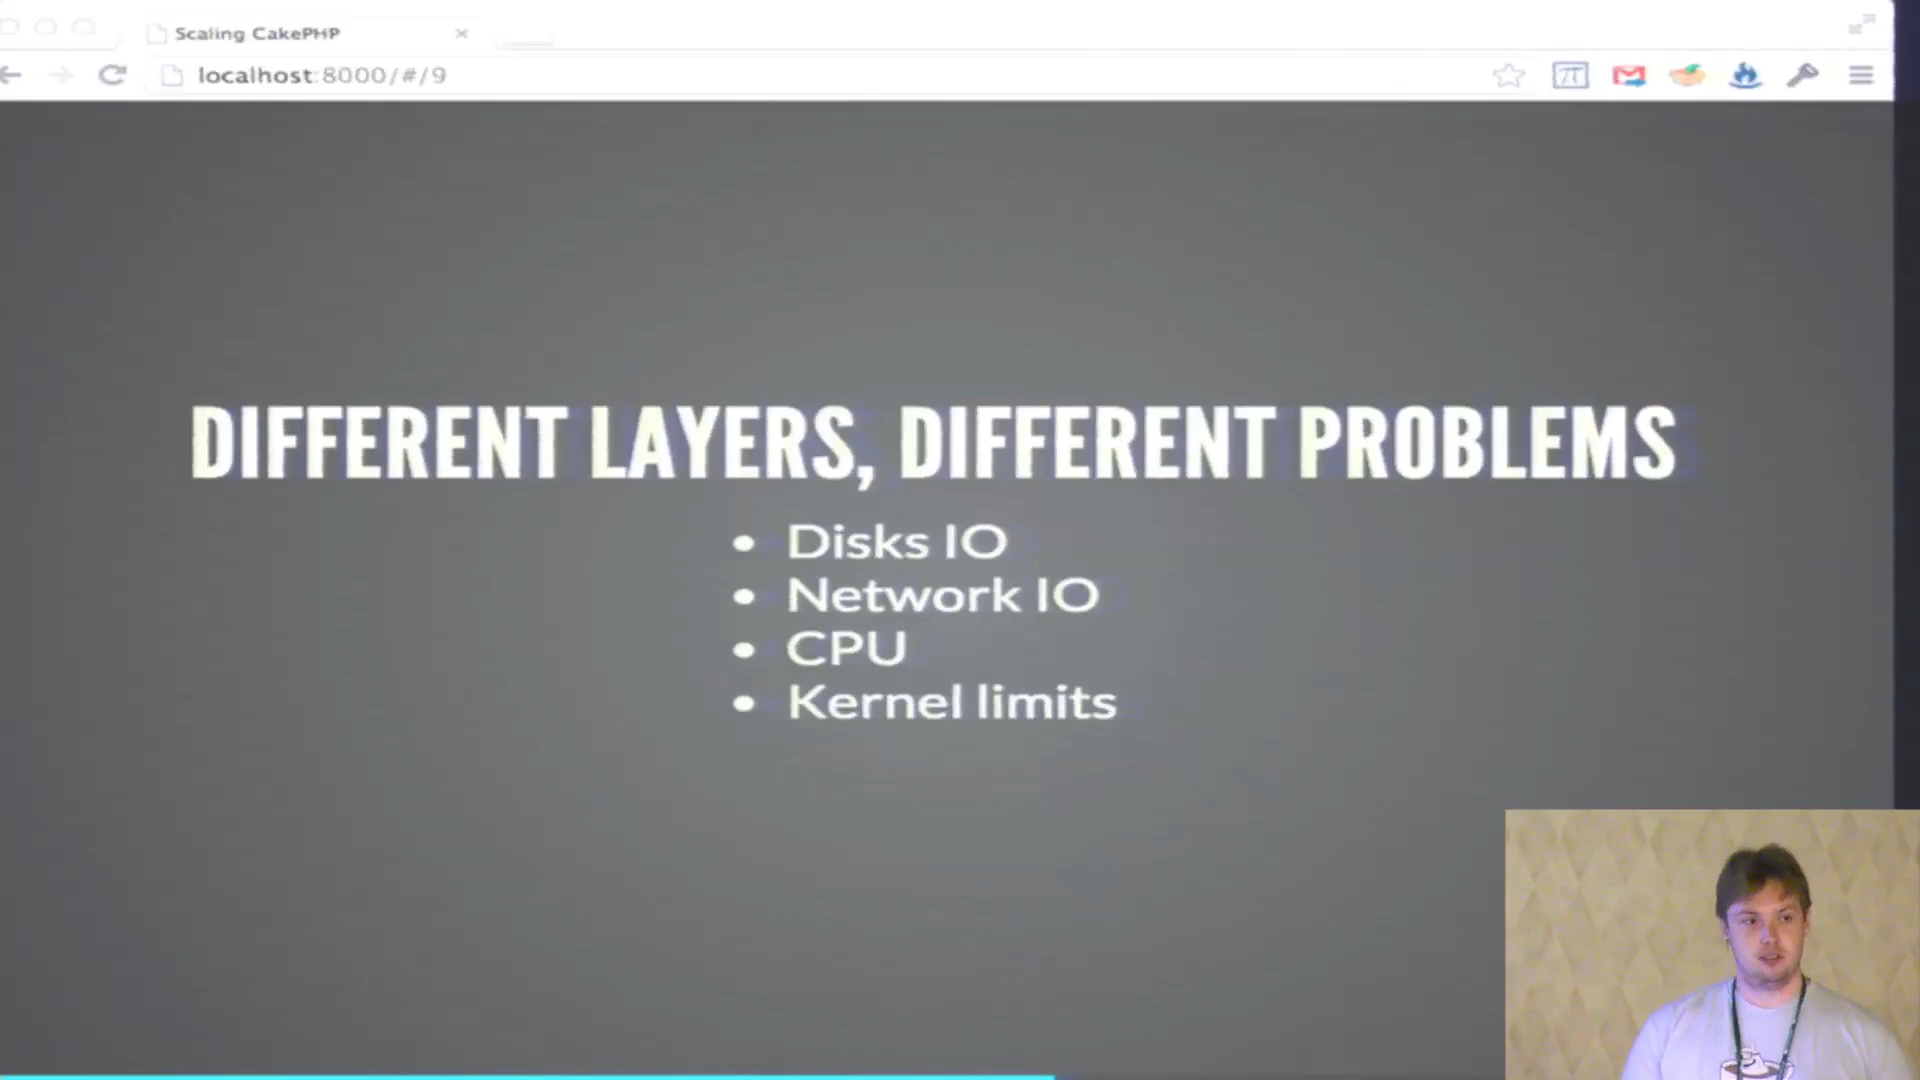 Scaling CakePHP
localhost:8000/#/9
DIFFERENT LAYERS, DIFFERENT PROBLEMS
• Disks IO
• Network IO
• CPU
• Kernel limits